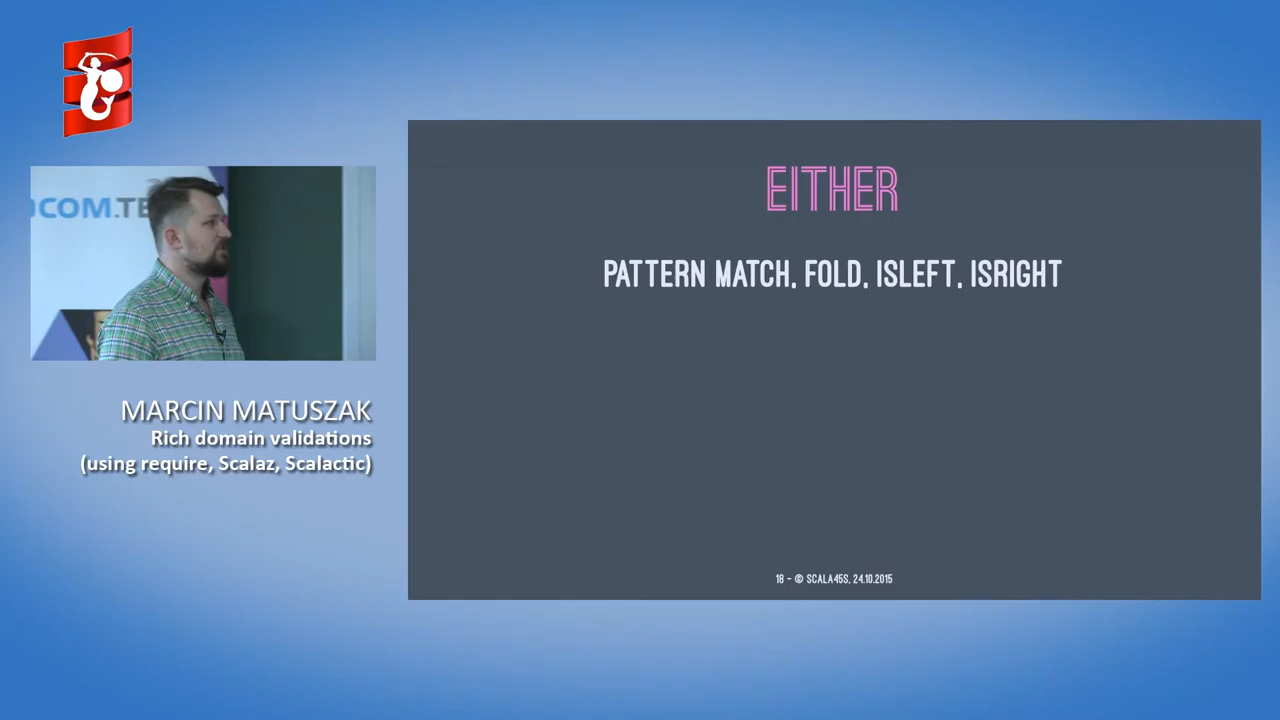 EITHER
PATTERN MATCH, FOLD, ISLEFT, ISRIGHT
MARCIN MATUSZAK
Rich domain validations
(using require, Scalaz, Scalactic)
18 - © SCALA45S, 24.10.2015